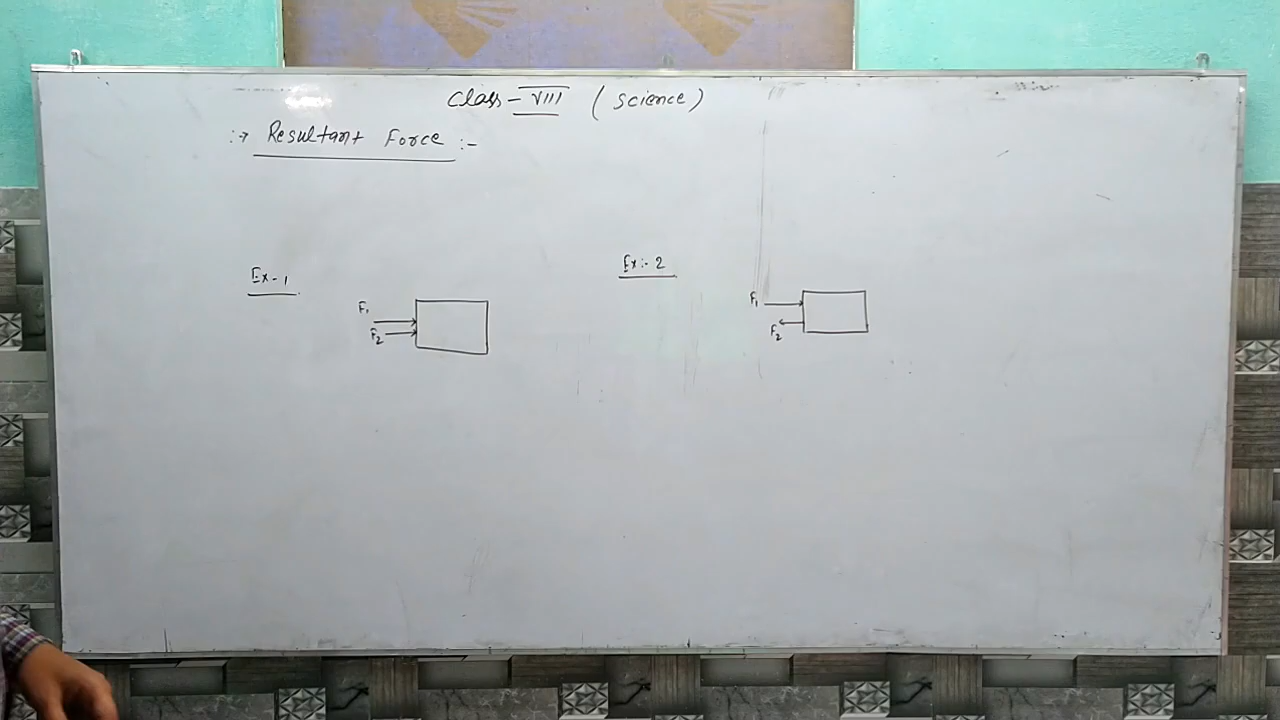 Class - VIII ( Science )
:→ Resultant Force :-
Ex-1
Ex:- 2
F₁
F₂
F₁
F₂